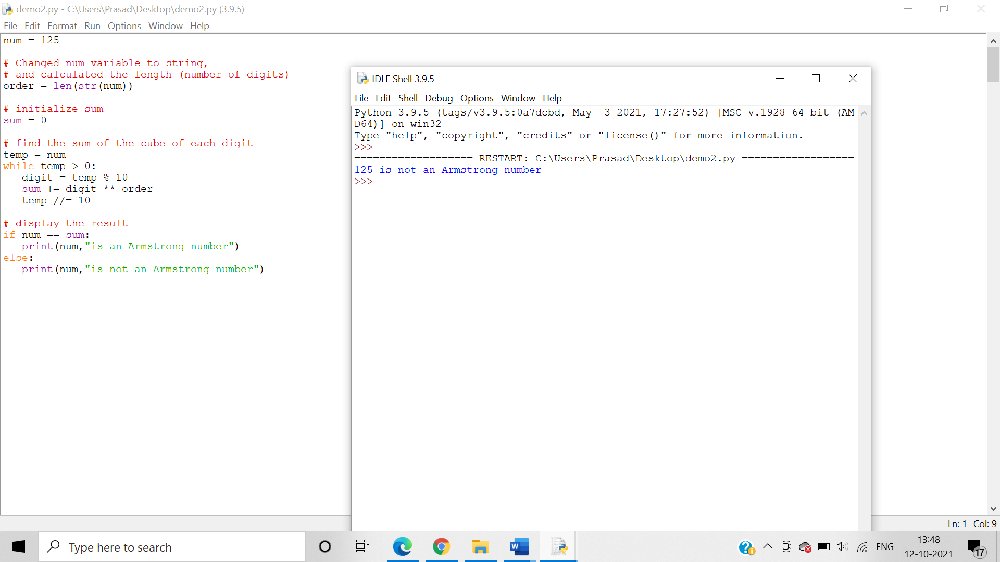 demo2.py - C:\Users\Prasad\Desktop\demo2.py (3.9.5)
File Edit Format Run Options Window Help
num = 125
# Changed num variable to string,
# and calculated the length (number of digits)
order = len(str(num))
# initialize sum
sum = 0
# find the sum of the cube of each digit
temp = num
while temp > 0:
   digit = temp % 10
   sum += digit ** order
   temp //= 10
# display the result
if num == sum:
   print(num,"is an Armstrong number")
else:
   print(num,"is not an Armstrong number")
IDLE Shell 3.9.5
File Edit Shell Debug Options Window Help
Python 3.9.5 (tags/v3.9.5:0a7dcbd, May  3 2021, 17:27:52) [MSC v.1928 64 bit (AM
D64)] on win32
Type "help", "copyright", "credits" or "license()" for more information.
>>>
=================== RESTART: C:\Users\Prasad\Desktop\demo2.py ==================
125 is not an Armstrong number
>>>
Ln: 1 Col: 9
Type here to search
W
ENG
13:48
12-10-2021
17